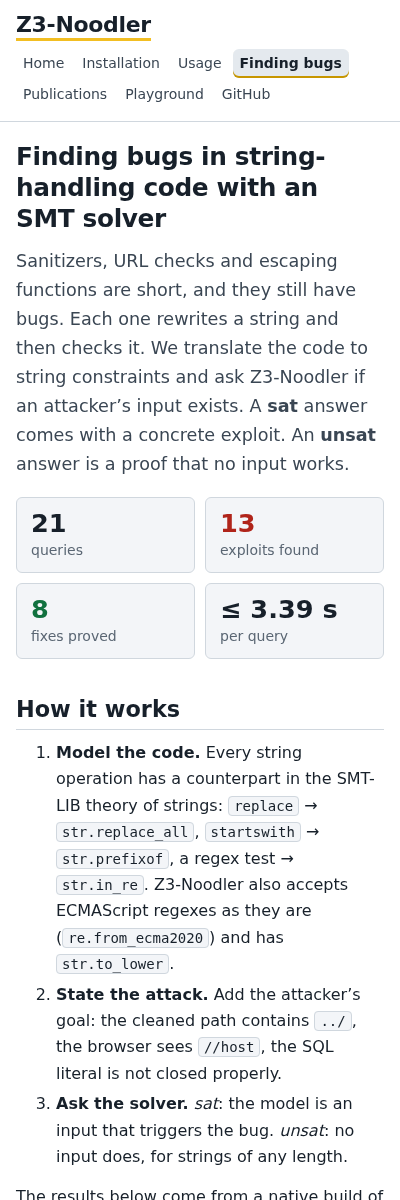 Z3-Noodler
Home Installation Usage Finding bugs
Publications Playground GitHub
Finding bugs in string-
handling code with an
SMT solver
Sanitizers, URL checks and escaping
functions are short, and they still have
bugs. Each one rewrites a string and
then checks it. We translate the code to
string constraints and ask Z3-Noodler if
an attacker’s input exists. A sat answer
comes with a concrete exploit. An unsat
answer is a proof that no input works.
21
queries
13
exploits found
8
fixes proved
≤ 3.39 s
per query
How it works
1. Model the code. Every string
operation has a counterpart in the SMT-
LIB theory of strings: replace →
str.replace_all, startswith →
str.prefixof, a regex test →
str.in_re. Z3-Noodler also accepts
ECMAScript regexes as they are
(re.from_ecma2020) and has
str.to_lower.
2. State the attack. Add the attacker’s
goal: the cleaned path contains ../,
the browser sees //host, the SQL
literal is not closed properly.
3. Ask the solver. sat: the model is an
input that triggers the bug. unsat: no
input does, for strings of any length.
The results below come from a native build of